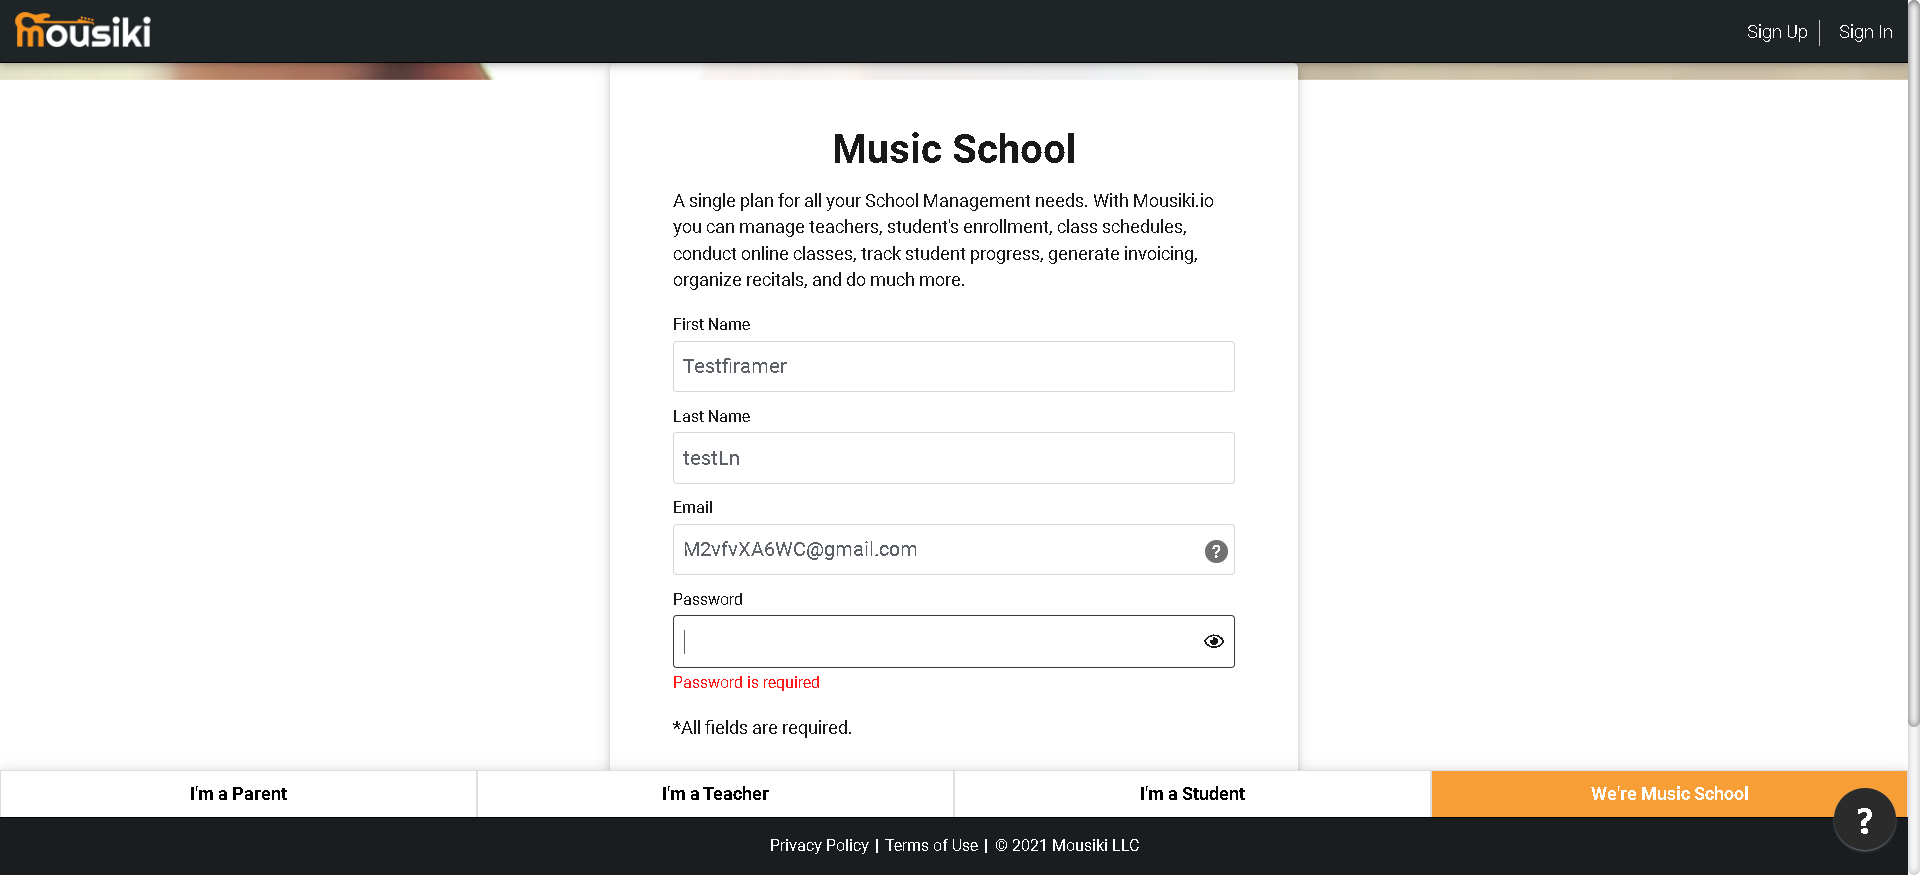 mousiki
Sign Up
Sign In
Music School
A single plan for all your School Management needs. With Mousiki.io
you can manage teachers, student's enrollment, class schedules,
conduct online classes, track student progress, generate invoicing,
organize recitals, and do much more.
First Name
Testfiramer
Last Name
testLn
Email
M2vfvXA6WC@gmail.com
?
Password
Password is required
*All fields are required.
I'm a Parent
I'm a Teacher
I'm a Student
We're Music School
?
Privacy Policy | Terms of Use | © 2021 Mousiki LLC